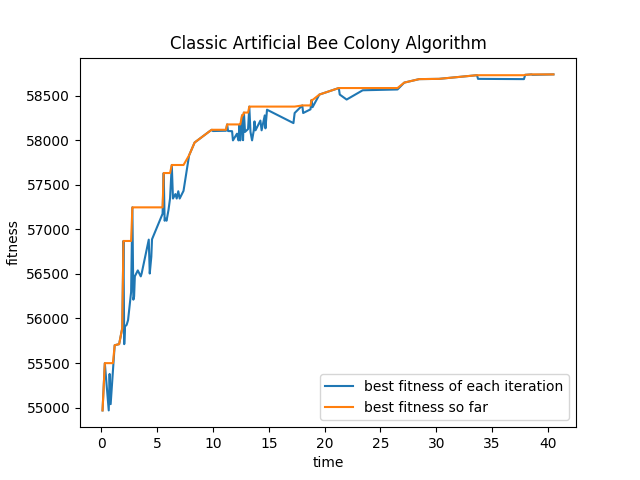 Classic Artificial Bee Colony Algorithm
58500
58000
57500
57000
56500
56000
55500
55000
fitness
0 5 10 15 20 25 30 35 40
time
best fitness of each iteration
best fitness so far